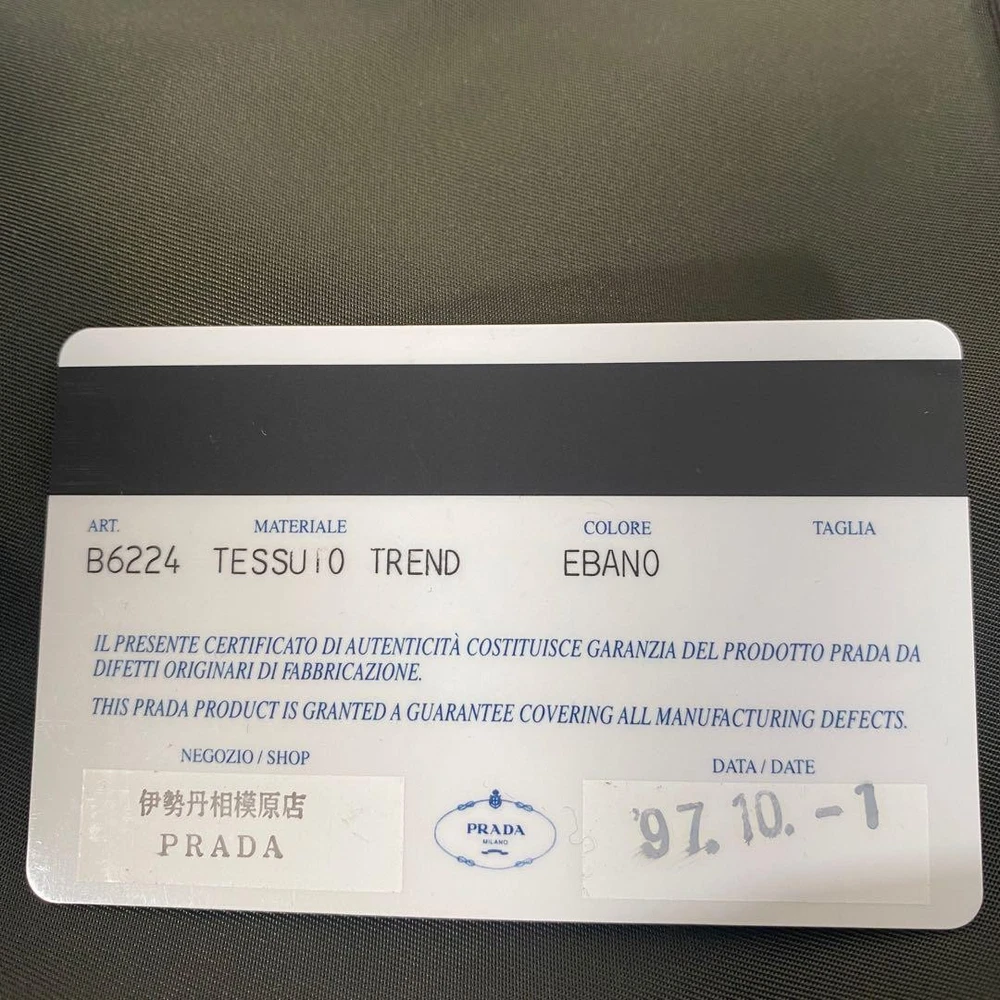 ART. MATERIALE COLORE TAGLIA
B6224 TESSUTO TREND EBANO
IL PRESENTE CERTIFICATO DI AUTENTICITÀ COSTITUISCE GARANZIA DEL PRODOTTO PRADA DA
DIFETTI ORIGINARI DI FABBRICAZIONE.
THIS PRADA PRODUCT IS GRANTED A GUARANTEE COVERING ALL MANUFACTURING DEFECTS.
NEGOZIO / SHOP
伊勢丹相模原店
PRADA
PRADA
MILANO
DATA / DATE
'97.10.-1